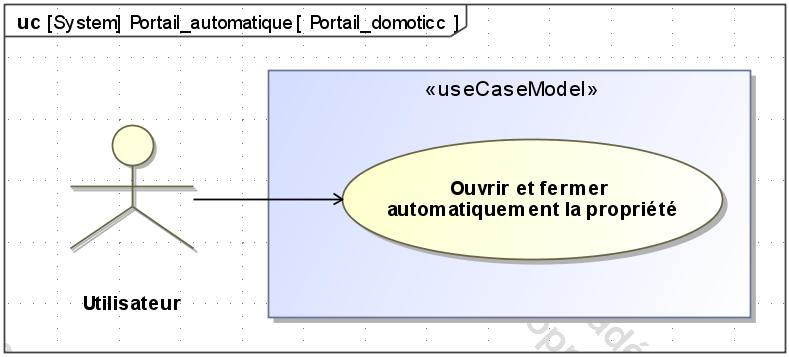 uc [System] Portail_automatique[ Portail_domoticc ]
«useCaseModel»
Ouvrir et fermer
automatiquement la propriété
Utilisateur